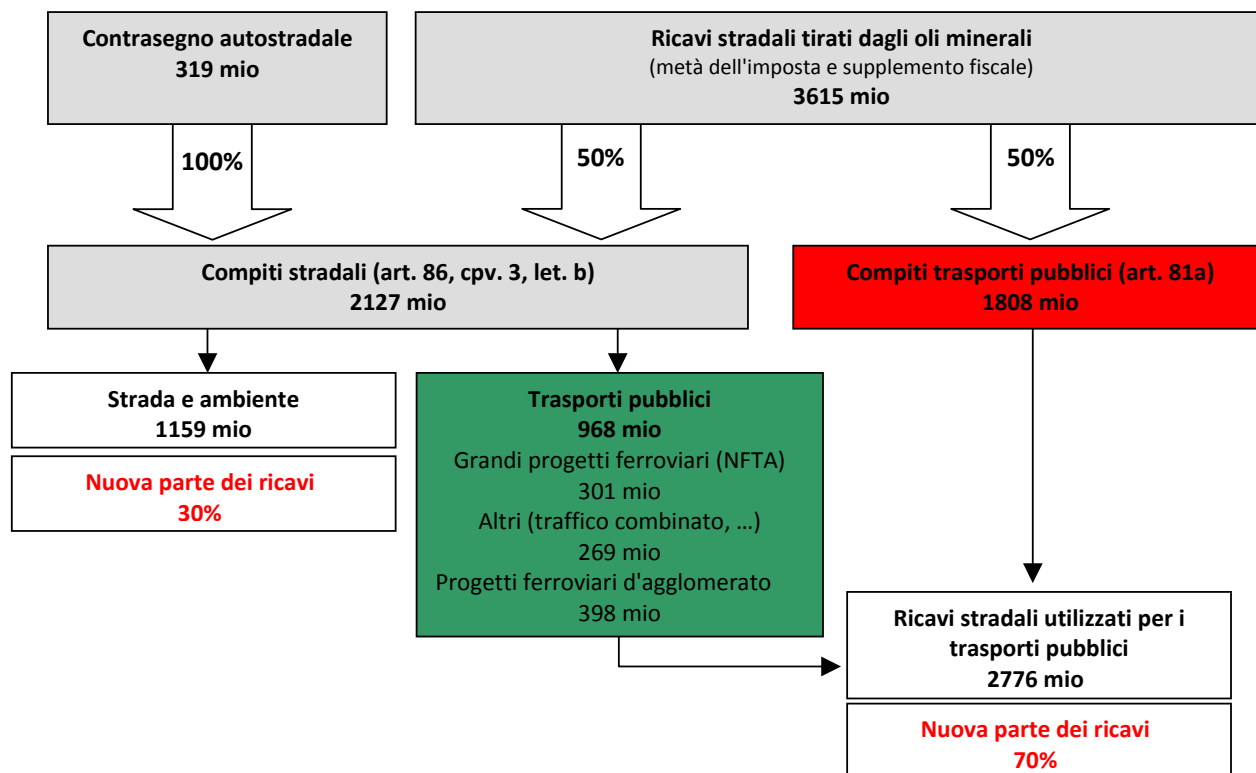 Contrasegno autostradale
319 mio
Ricavi stradali tirati dagli oli minerali
(metà dell'imposta e supplemento fiscale)
3615 mio
100%
50%
50%
Compiti stradali (art. 86, cpv. 3, let. b)
2127 mio
Compiti trasporti pubblici (art. 81a)
1808 mio
Strada e ambiente
1159 mio
Nuova parte dei ricavi
30%
Trasporti pubblici
968 mio
Grandi progetti ferroviari (NFTA)
301 mio
Altri (traffico combinato, ...)
269 mio
Progetti ferroviari d'agglomerato
398 mio
Ricavi stradali utilizzati per i
trasporti pubblici
2776 mio
Nuova parte dei ricavi
70%